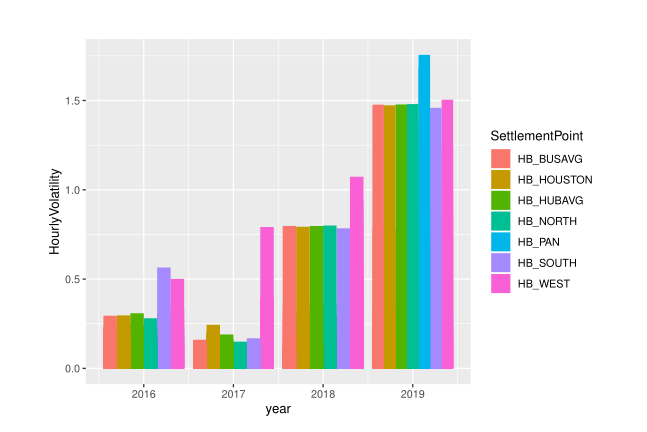 HourlyVolatility
1.5
1.0
0.5
0.0
2016 2017 2018 2019
year
SettlementPoint
HB_BUSAVG
HB_HOUSTON
HB_HUBAVG
HB_NORTH
HB_PAN
HB_SOUTH
HB_WEST